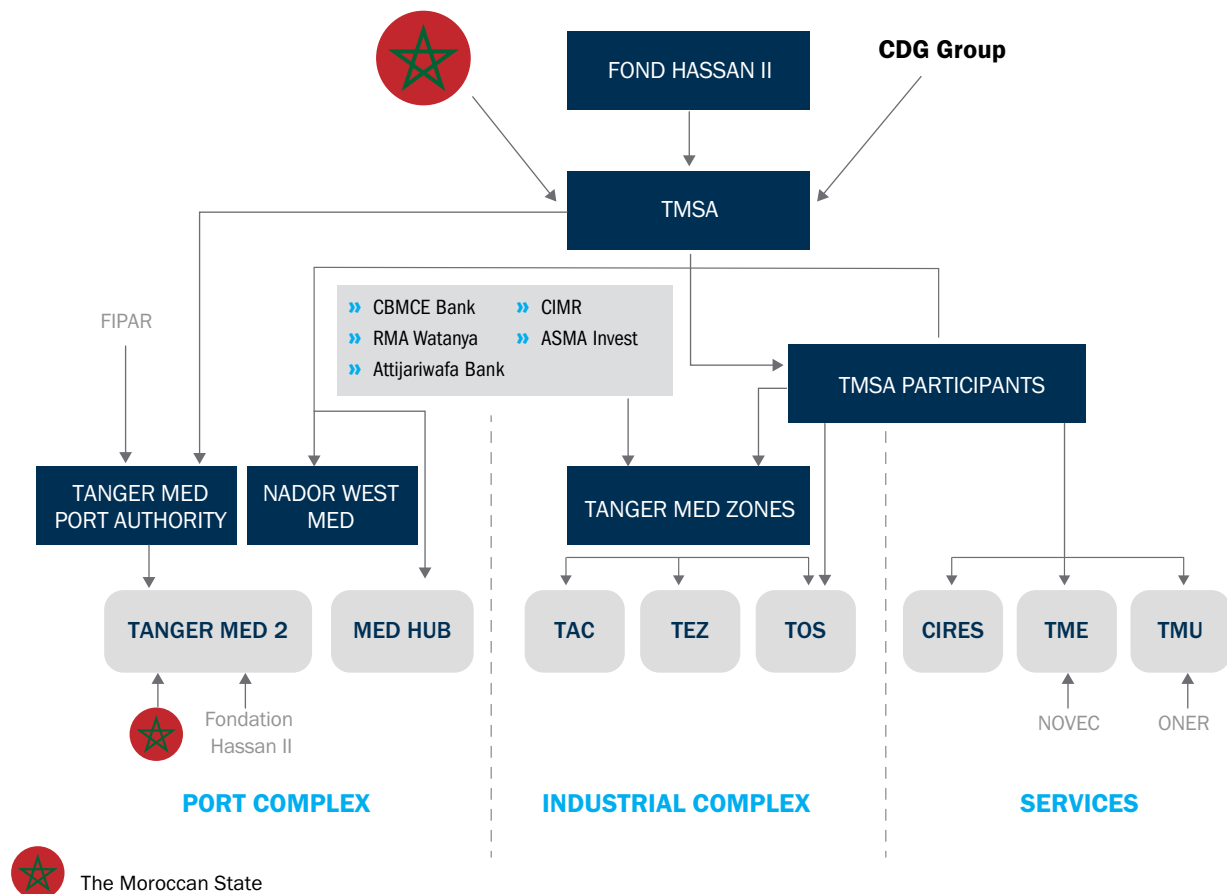 CDG Group
FOND HASSAN II
TMSA
» CBMCE Bank
» CIMR
» RMA Watanya
» ASMA Invest
» Attijariwafa Bank
FIPAR
TMSA PARTICIPANTS
TANGER MED
PORT AUTHORITY
NADOR WEST
MED
TANGER MED ZONES
TANGER MED 2
MED HUB
TAC
TEZ
TOS
CIRES
TME
TMU
Fondation
Hassan II
NOVEC
ONER
PORT COMPLEX
INDUSTRIAL COMPLEX
SERVICES
The Moroccan State